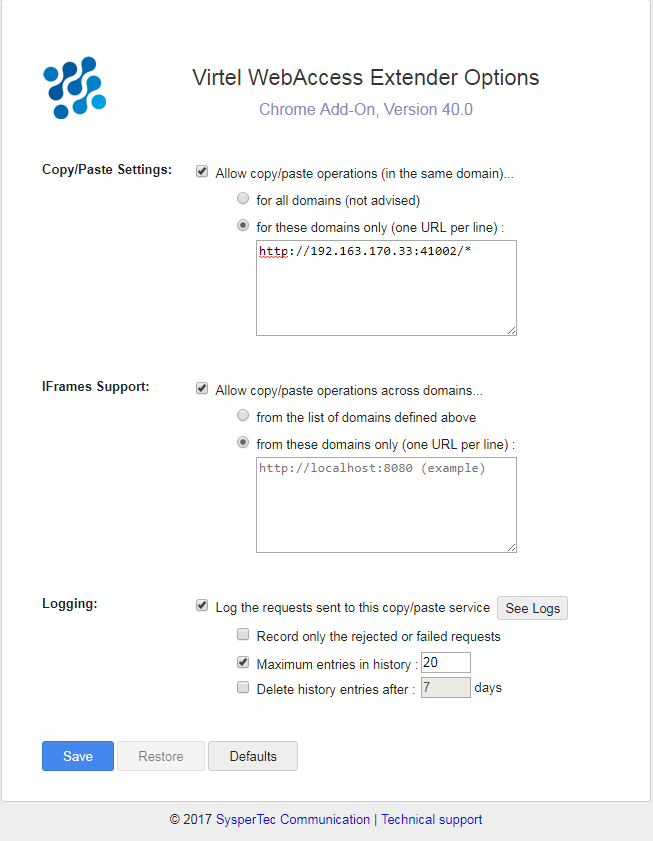 Virtel WebAccess Extender Options
Chrome Add-On, Version 40.0
Copy/Paste Settings:
Allow copy/paste operations (in the same domain)...
for all domains (not advised)
for these domains only (one URL per line) :
http://192.163.170.33:41002/*
IFrames Support:
Allow copy/paste operations across domains...
from the list of domains defined above
from these domains only (one URL per line) :
http://localhost:8080 (example)
Logging:
Log the requests sent to this copy/paste service See Logs
Record only the rejected or failed requests
Maximum entries in history : 20
Delete history entries after : 7 days
Save Restore Defaults
© 2017 SysperTec Communication | Technical support